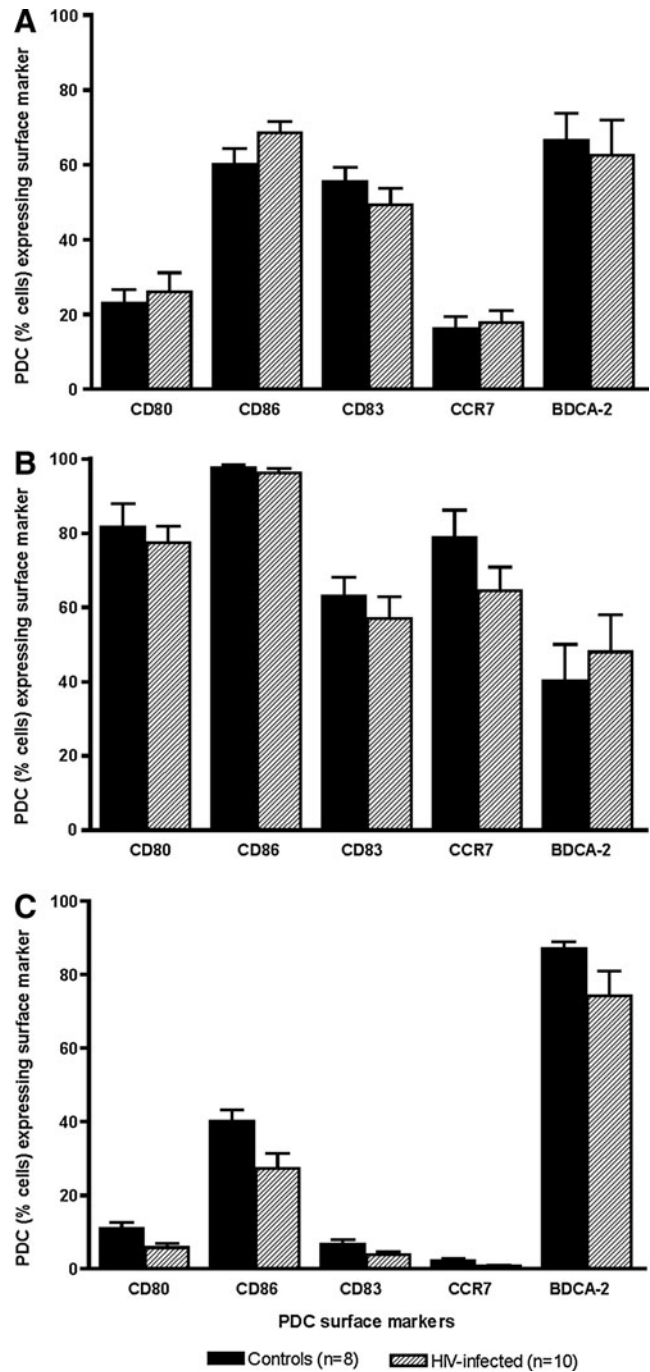 A
PDC (% cells) expressing surface marker
100
80
60
40
20
0
CD80 CD86 CD83 CCR7 BDCA-2
B
PDC (% cells) expressing surface marker
100
80
60
40
20
0
CD80 CD86 CD83 CCR7 BDCA-2
C
PDC (% cells) expressing surface marker
100
80
60
40
20
0
CD80 CD86 CD83 CCR7 BDCA-2
PDC surface markers
Controls (n=8) HIV-infected (n=10)